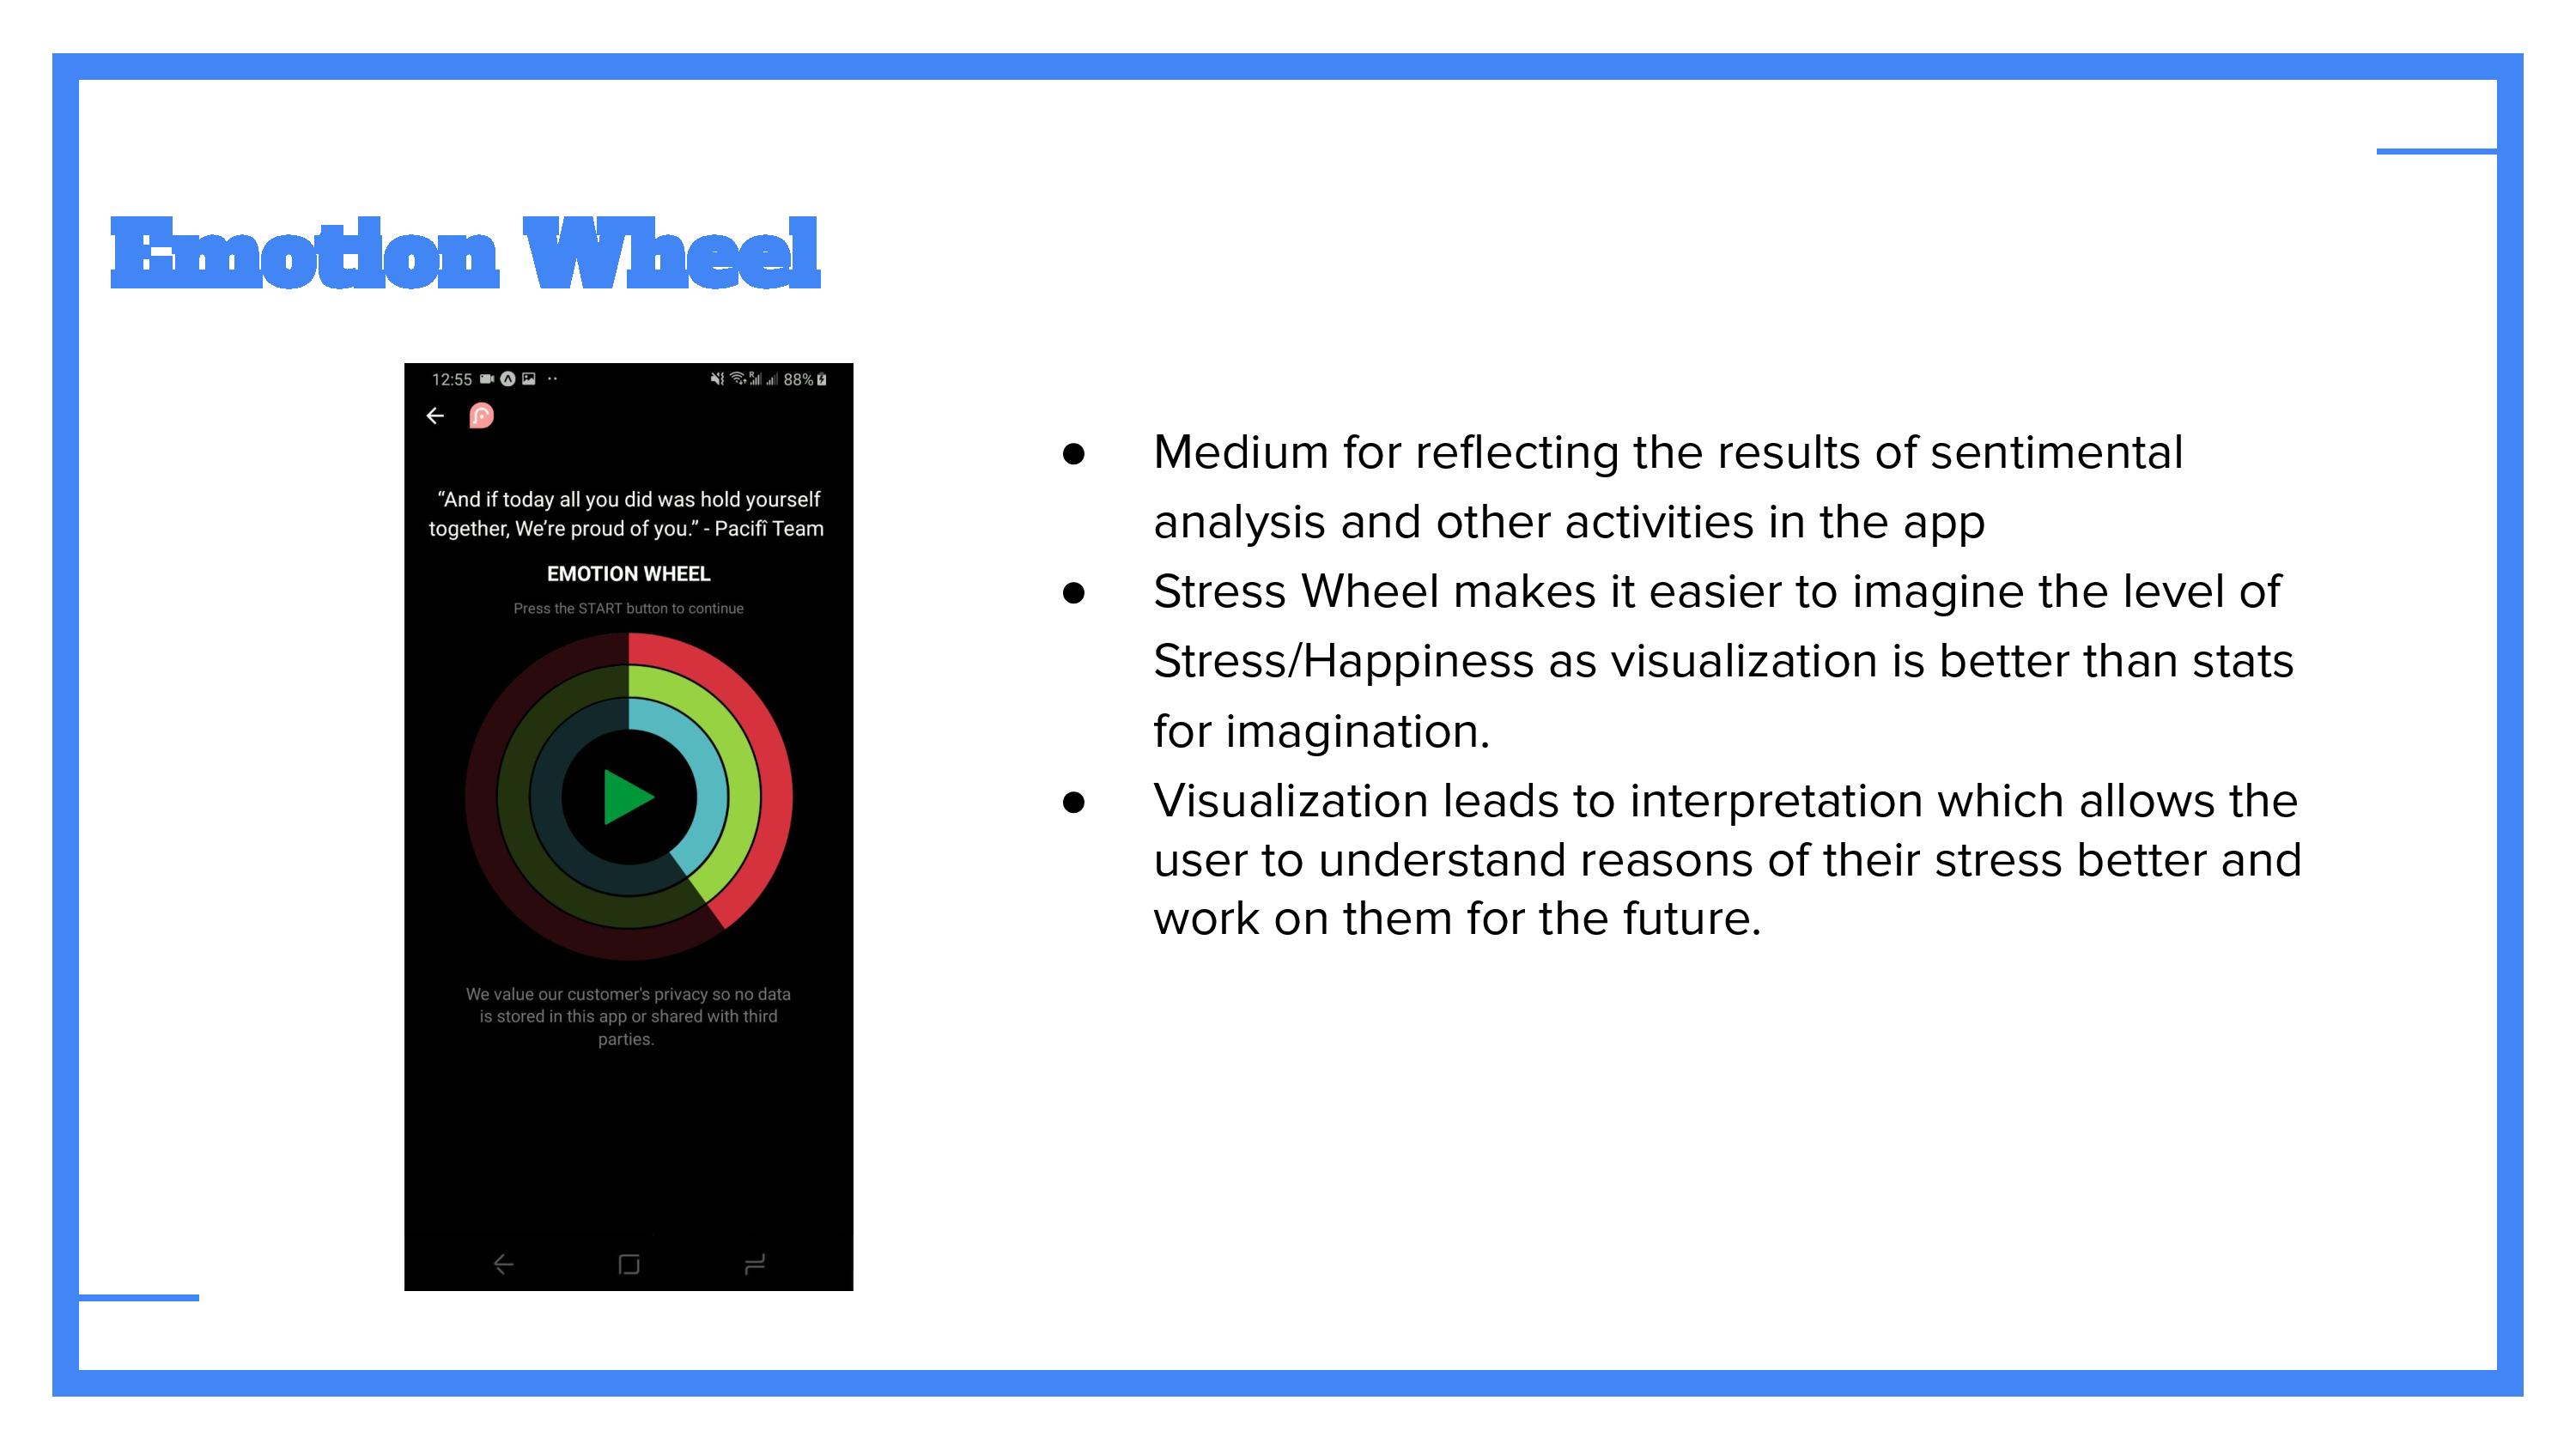 Emotion Wheel
12:55
88%
“And if today all you did was hold yourself
together, We’re proud of you.” - Pacifî Team
EMOTION WHEEL
Press the START button to continue
We value our customer's privacy so no data
is stored in this app or shared with third
parties.
● Medium for reflecting the results of sentimental
analysis and other activities in the app
● Stress Wheel makes it easier to imagine the level of
Stress/Happiness as visualization is better than stats
for imagination.
● Visualization leads to interpretation which allows the
user to understand reasons of their stress better and
work on them for the future.